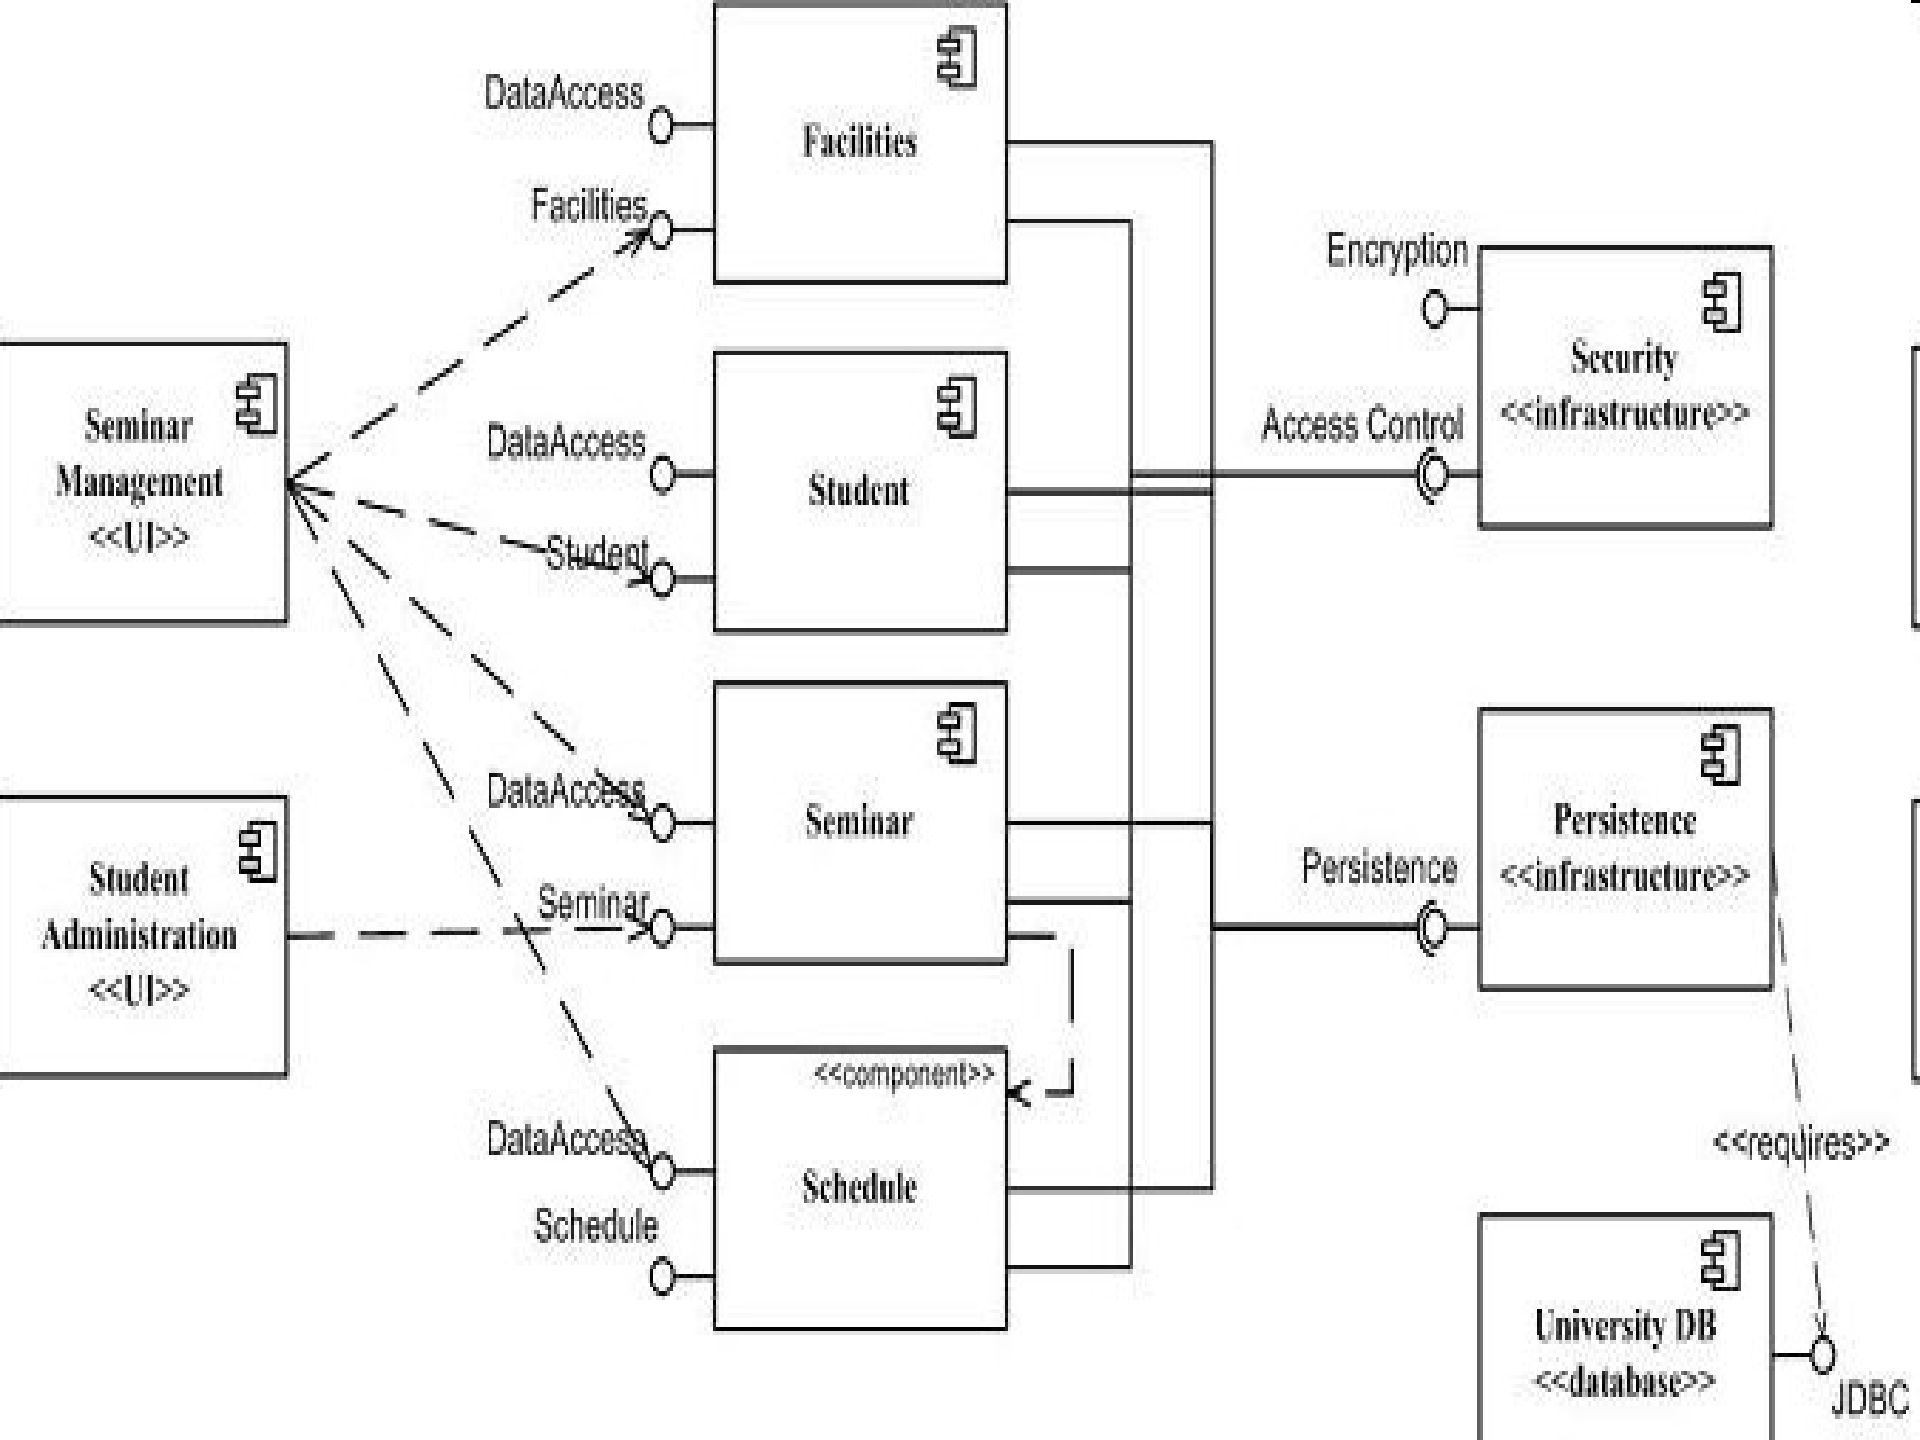 DataAccess
Facilities
Facilities
Encryption
Security
<<infrastructure>>
Access Control
Seminar
Management
<<UI>>
DataAccess
Student
Student
DataAccess
Seminar
Seminar
Persistence
Persistence
<<infrastructure>>
Student
Administration
<<UI>>
<<component>>
DataAccess
Schedule
Schedule
<<requires>>
University DB
<<database>>
JDBC